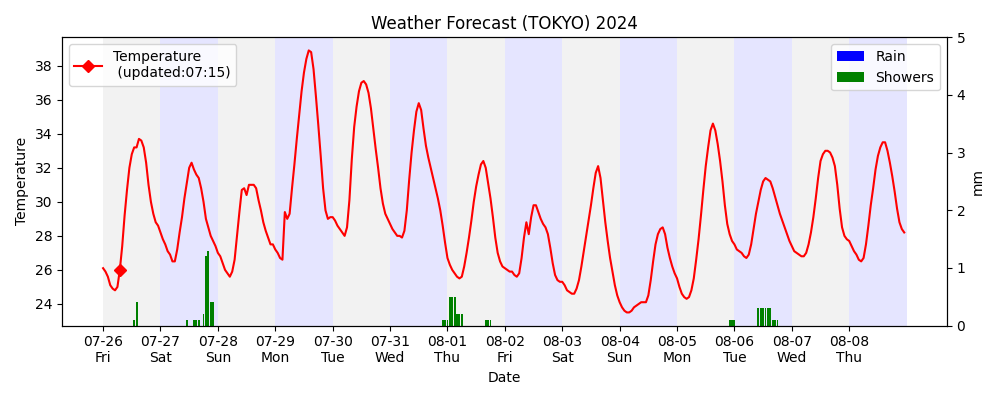 Weather Forecast (TOKYO) 2024
Temperature
(updated:07:15)
Rain
Showers
Temperature
38
36
34
32
30
28
26
24
5
4
3
2
1
0
mm
07-26 07-27 07-28 07-29 07-30 07-31 08-01 08-02 08-03 08-04 08-05 08-06 08-07 08-08
Fri Sat Sun Mon Tue Wed Thu Fri Sat Sun Mon Tue Wed Thu
Date